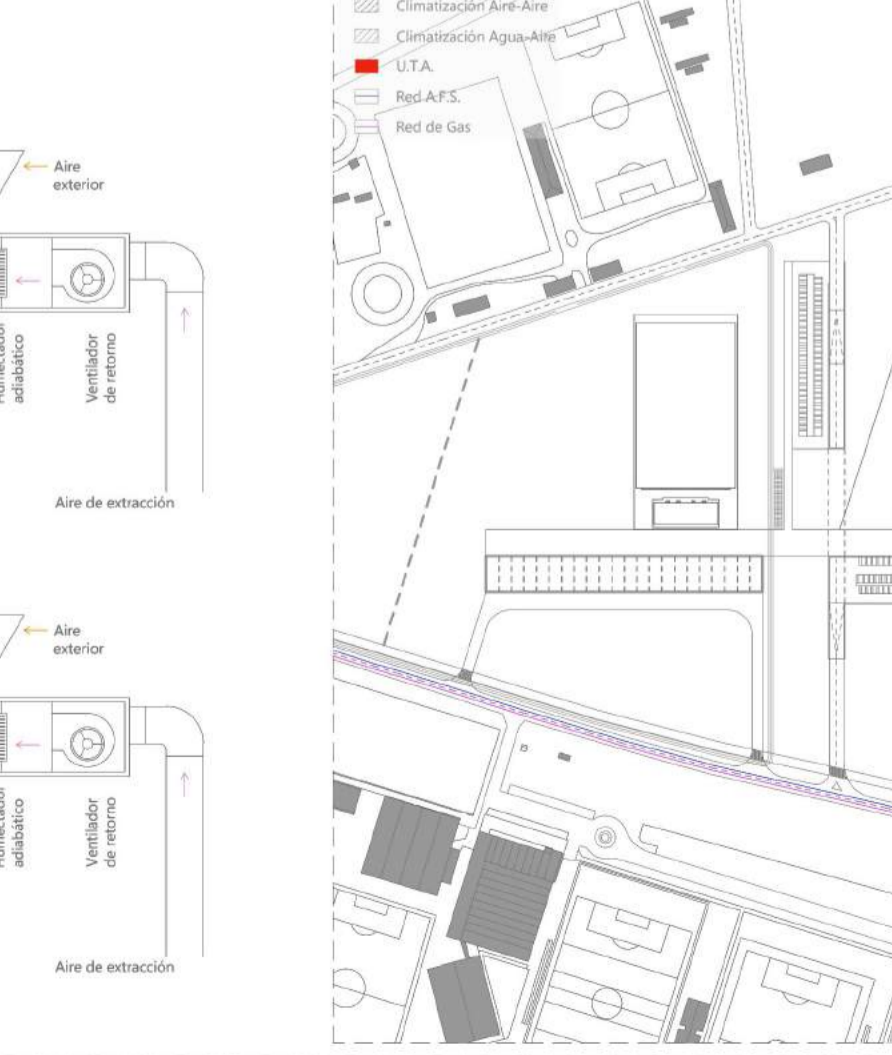 Climatización Aire-Aire
Climatización Agua-Aire
U.T.A.
Red A.F.S.
Red de Gas
Aire
exterior
adiabático
Ventilador
de retorno
Aire de extracción
Aire
exterior
adiabático
Ventilador
de retorno
Aire de extracción